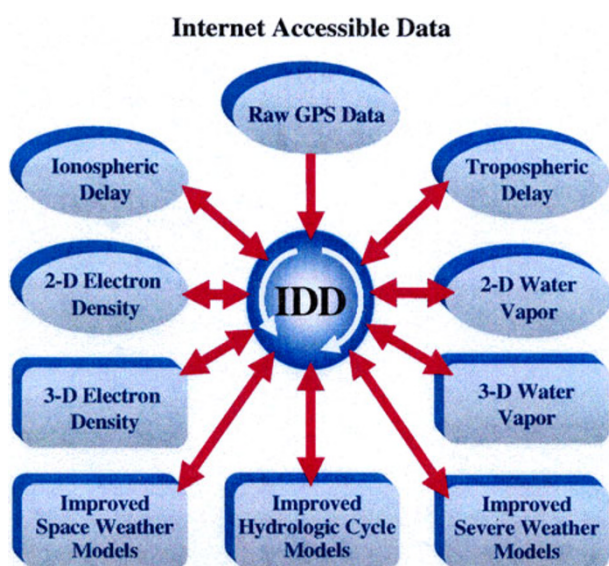 Internet Accessible Data
Raw GPS Data
Ionospheric
Delay
Tropospheric
Delay
2-D Electron
Density
IDD
2-D Water
Vapor
3-D Electron
Density
3-D Water
Vapor
Improved
Space Weather
Models
Improved
Hydrologic Cycle
Models
Improved
Severe Weather
Models